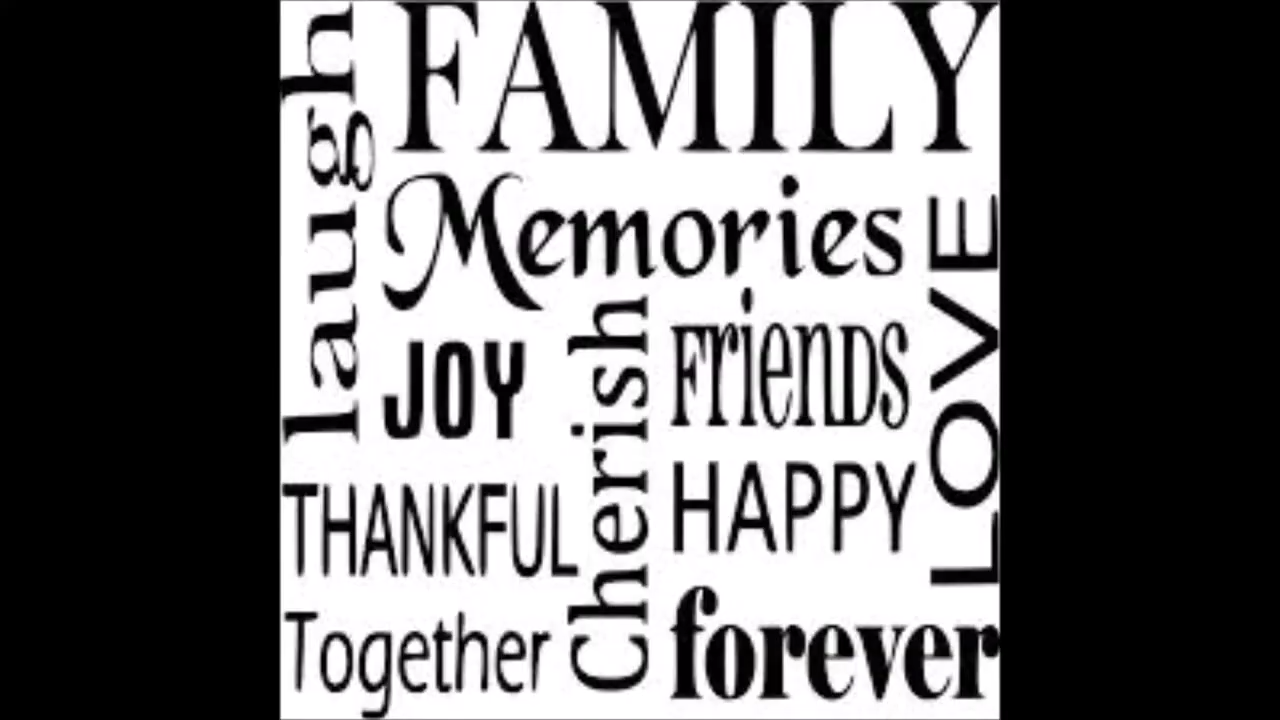 laugh
FAMILY
Memories
LOVE
JOY
Cherish
Friends
THANKFUL
HAPPY
Together
forever